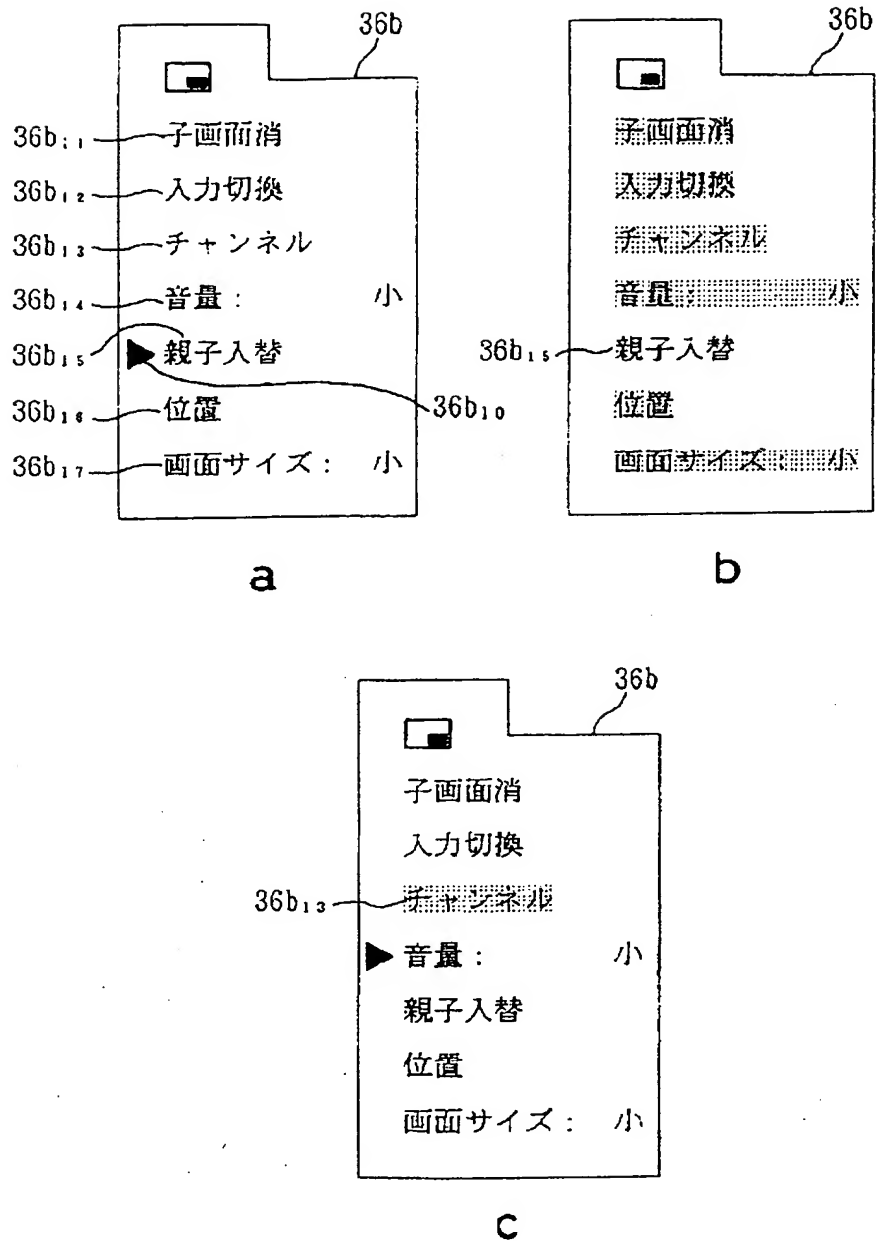 36b
36b₁₁ 子画面消
36b₁₂ 入力切換
36b₁₃ チャンネル
36b₁₄ 音量： 小
36b₁₅ ▶親子入替
36b₁₆ 位置 36b₁₀
36b₁₇ 画面サイズ： 小
a
36b
子画面消
入力切換
チャンネル
音量： 小
36b₁₅ 親子入替
位置
画面サイズ： 小
b
36b
子画面消
入力切換
36b₁₃ チャンネル
▶音量： 小
親子入替
位置
画面サイズ： 小
c